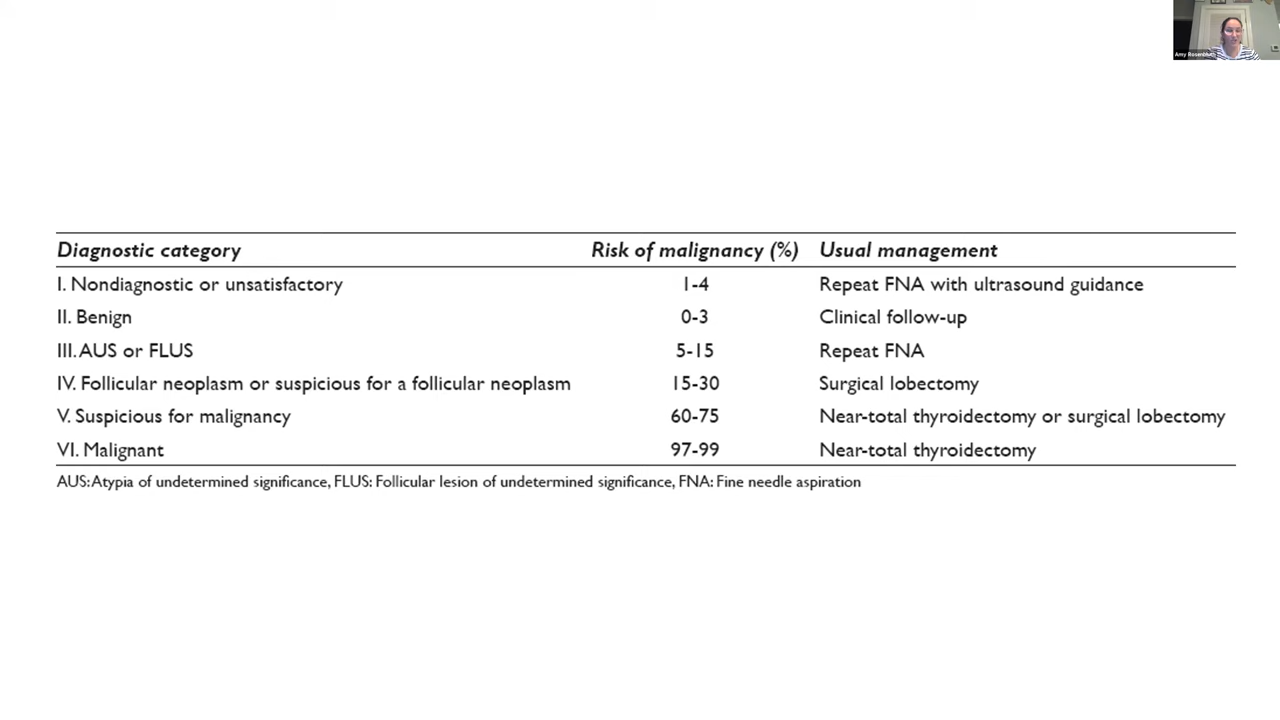 Amy Rosenblum
Diagnostic category Risk of malignancy (%) Usual management
I. Nondiagnostic or unsatisfactory 1-4 Repeat FNA with ultrasound guidance
II. Benign 0-3 Clinical follow-up
III. AUS or FLUS 5-15 Repeat FNA
IV. Follicular neoplasm or suspicious for a follicular neoplasm 15-30 Surgical lobectomy
V. Suspicious for malignancy 60-75 Near-total thyroidectomy or surgical lobectomy
VI. Malignant 97-99 Near-total thyroidectomy
AUS: Atypia of undetermined significance, FLUS: Follicular lesion of undetermined significance, FNA: Fine needle aspiration